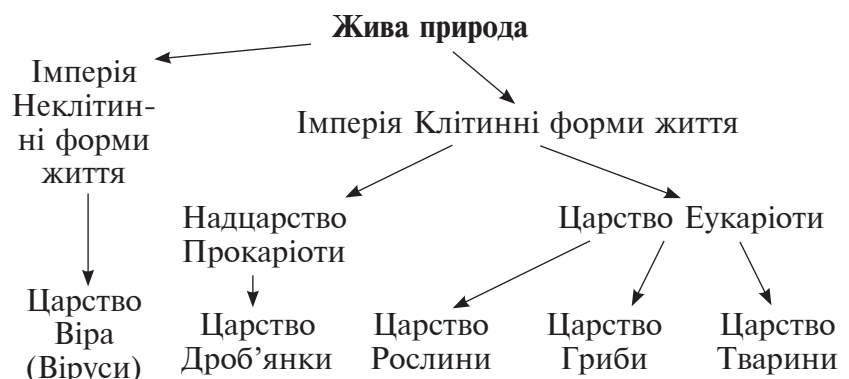 Жива природа
Імперія
Неклітин-
ні форми
життя
Імперія Клітинні форми життя
Надцарство
Прокаріоти
Царство Еукаріоти
Царство
Віра
(Віруси)
Царство
Дроб’янки
Царство
Рослини
Царство
Гриби
Царство
Тварини